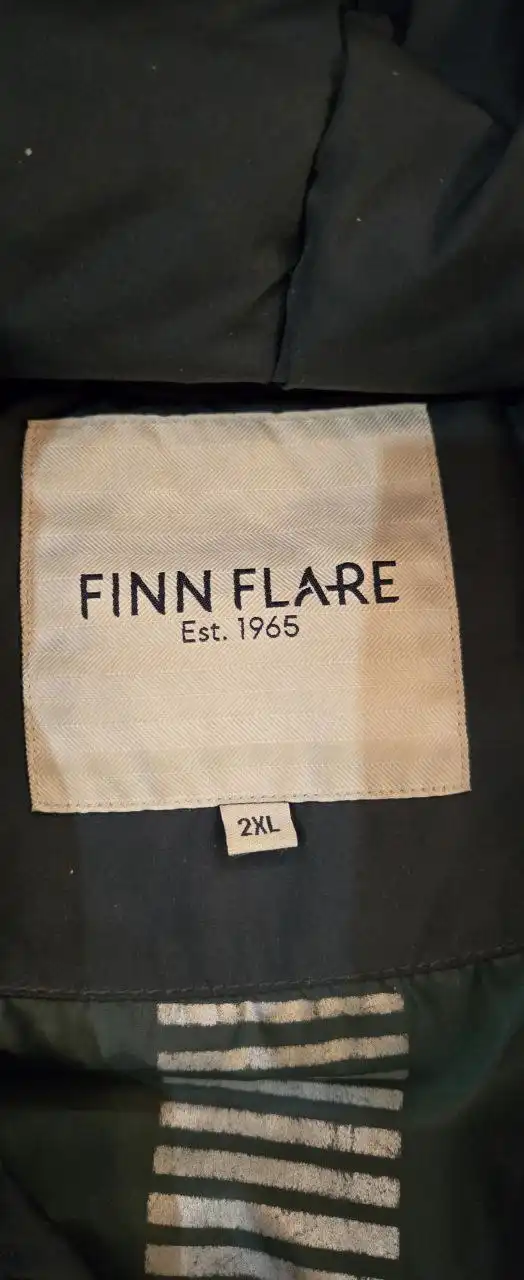 FINN FLARE
Est. 1965
2XL